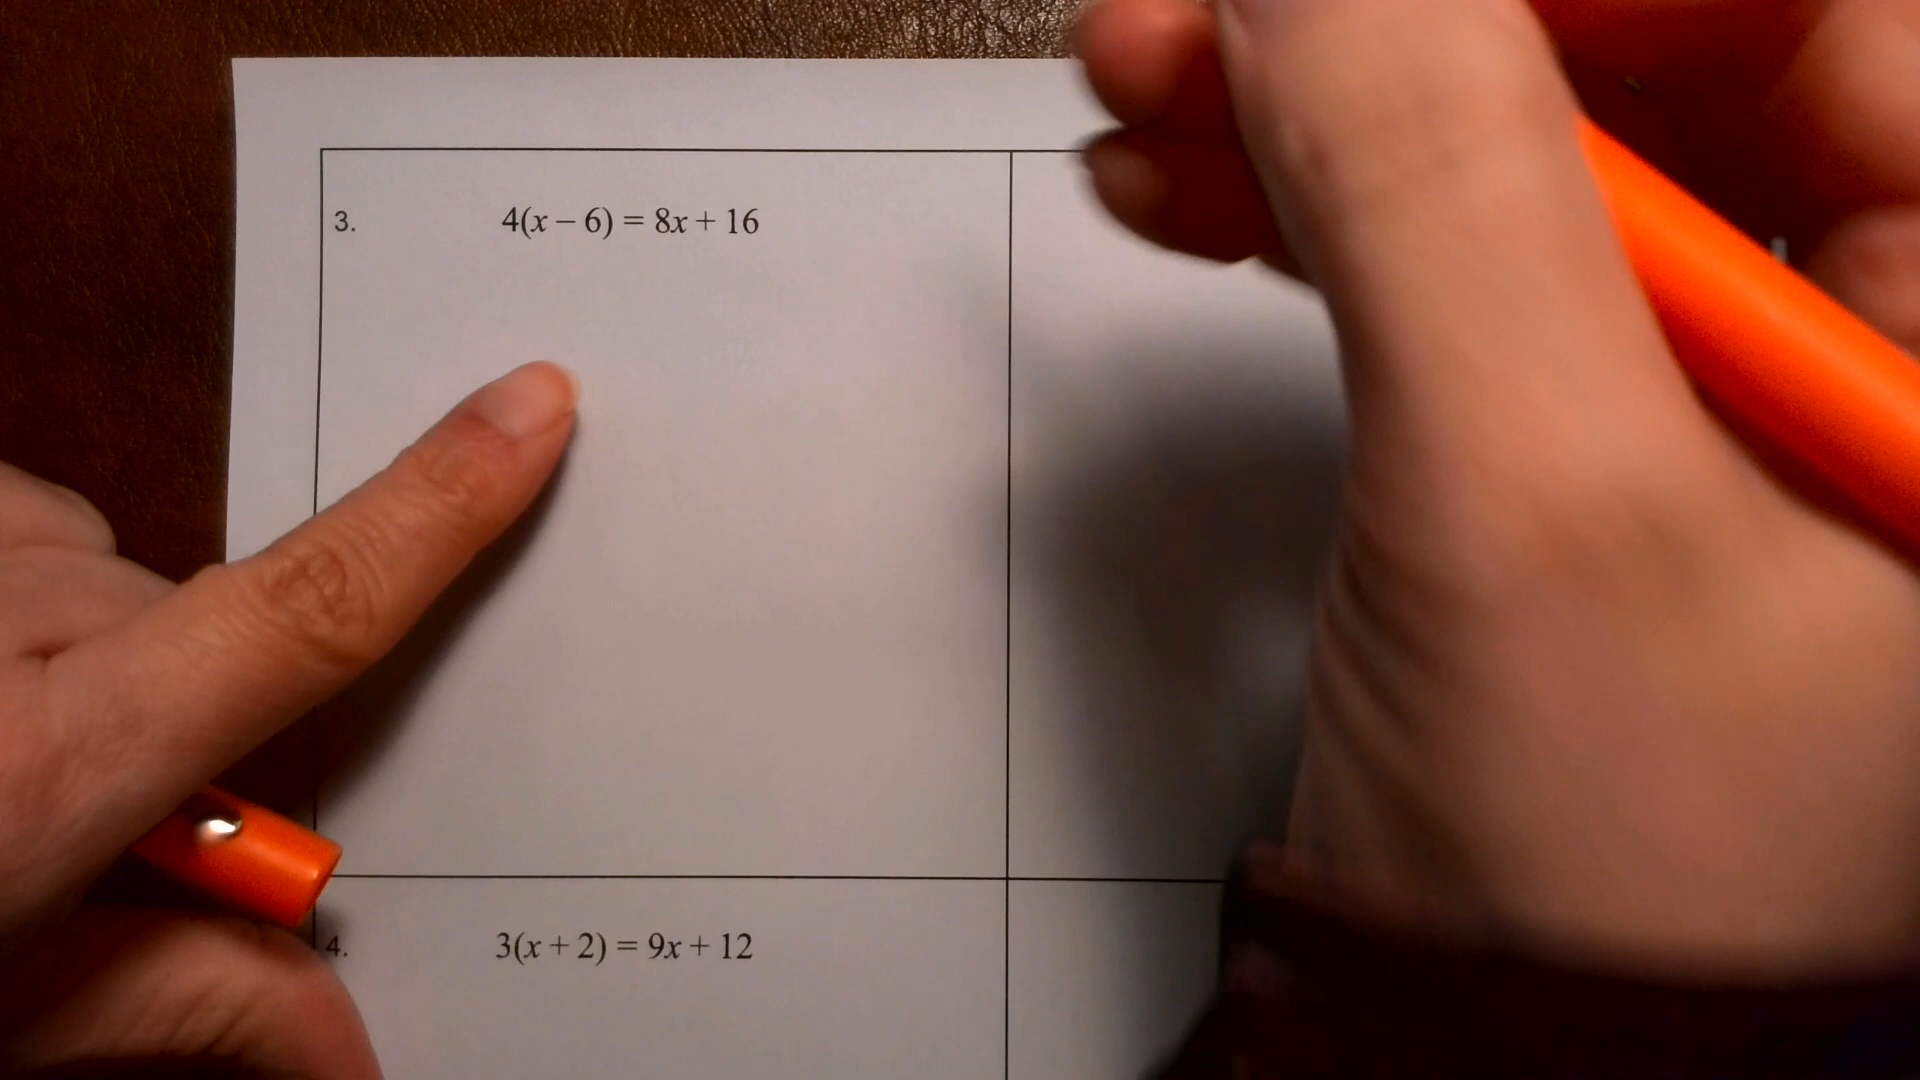 3. 4(x – 6) = 8x + 16
4. 3(x + 2) = 9x + 12